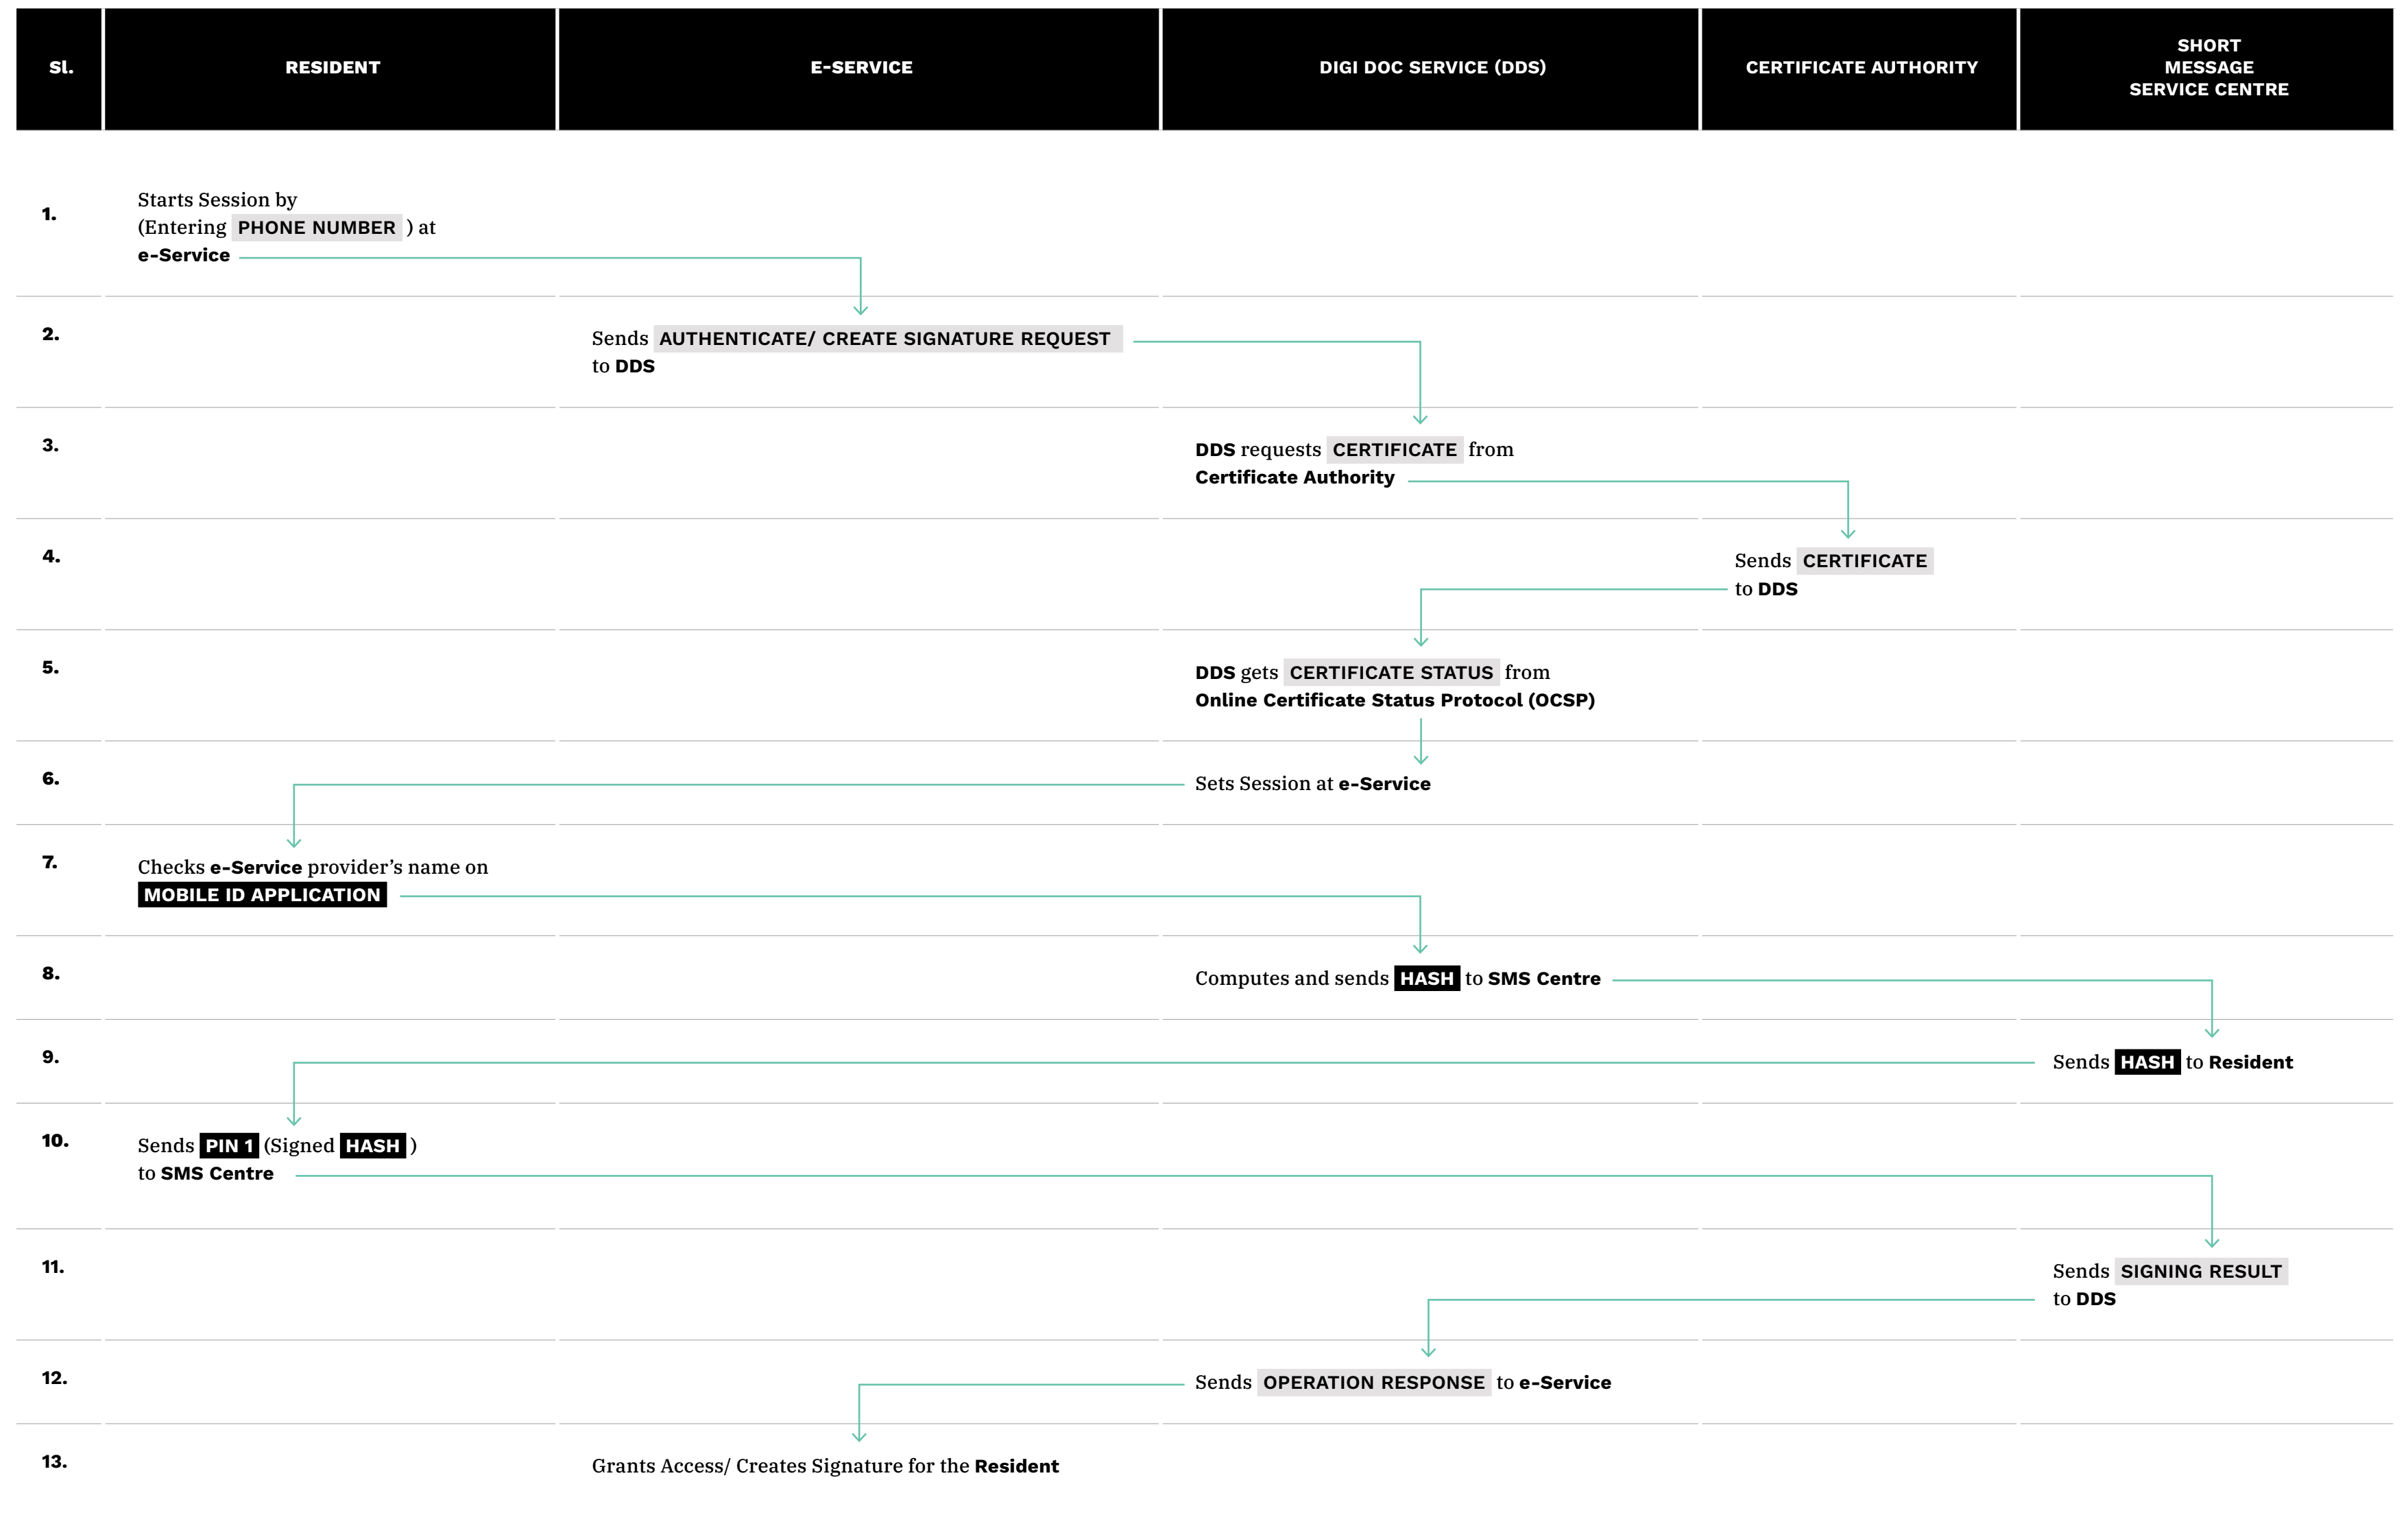 Sl.
RESIDENT
E-SERVICE
DIGI DOC SERVICE (DDS)
CERTIFICATE AUTHORITY
SHORT
MESSAGE
SERVICE CENTRE
1.
Starts Session by
(Entering PHONE NUMBER ) at
e-Service
2.
Sends AUTHENTICATE/ CREATE SIGNATURE REQUEST
to DDS
3.
DDS requests CERTIFICATE from
Certificate Authority
4.
Sends CERTIFICATE
to DDS
5.
DDS gets CERTIFICATE STATUS from
Online Certificate Status Protocol (OCSP)
6.
Sets Session at e-Service
7.
Checks e-Service provider’s name on
MOBILE ID APPLICATION
8.
Computes and sends HASH to SMS Centre
9.
Sends HASH to Resident
10.
Sends PIN 1 (Signed HASH )
to SMS Centre
11.
Sends SIGNING RESULT
to DDS
12.
Sends OPERATION RESPONSE to e-Service
13.
Grants Access/ Creates Signature for the Resident